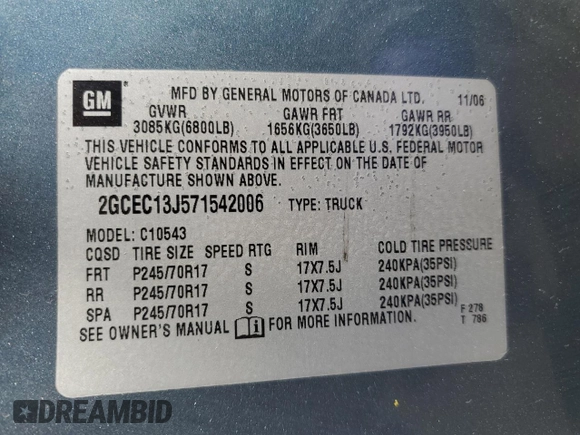 GM
MFD BY GENERAL MOTORS OF CANADA LTD. 11/06
GVWR GAWR FRT GAWR RR
3085KG(6800LB) 1656KG(3650LB) 1792KG(3950LB)
THIS VEHICLE CONFORMS TO ALL APPLICABLE U.S. FEDERAL MOTOR
VEHICLE SAFETY STANDARDS IN EFFECT ON THE DATE OF
MANUFACTURE SHOWN ABOVE.
2GCEC13J571542006 TYPE: TRUCK
MODEL: C10543
CQSD TIRE SIZE SPEED RTG RIM COLD TIRE PRESSURE
FRT P245/70R17 S 17X7.5J 240KPA(35PSI)
RR P245/70R17 S 17X7.5J 240KPA(35PSI)
SPA P245/70R17 S 17X7.5J 240KPA(35PSI)
SEE OWNER'S MANUAL i FOR MORE INFORMATION.
F 278
T 786
DREAMBID